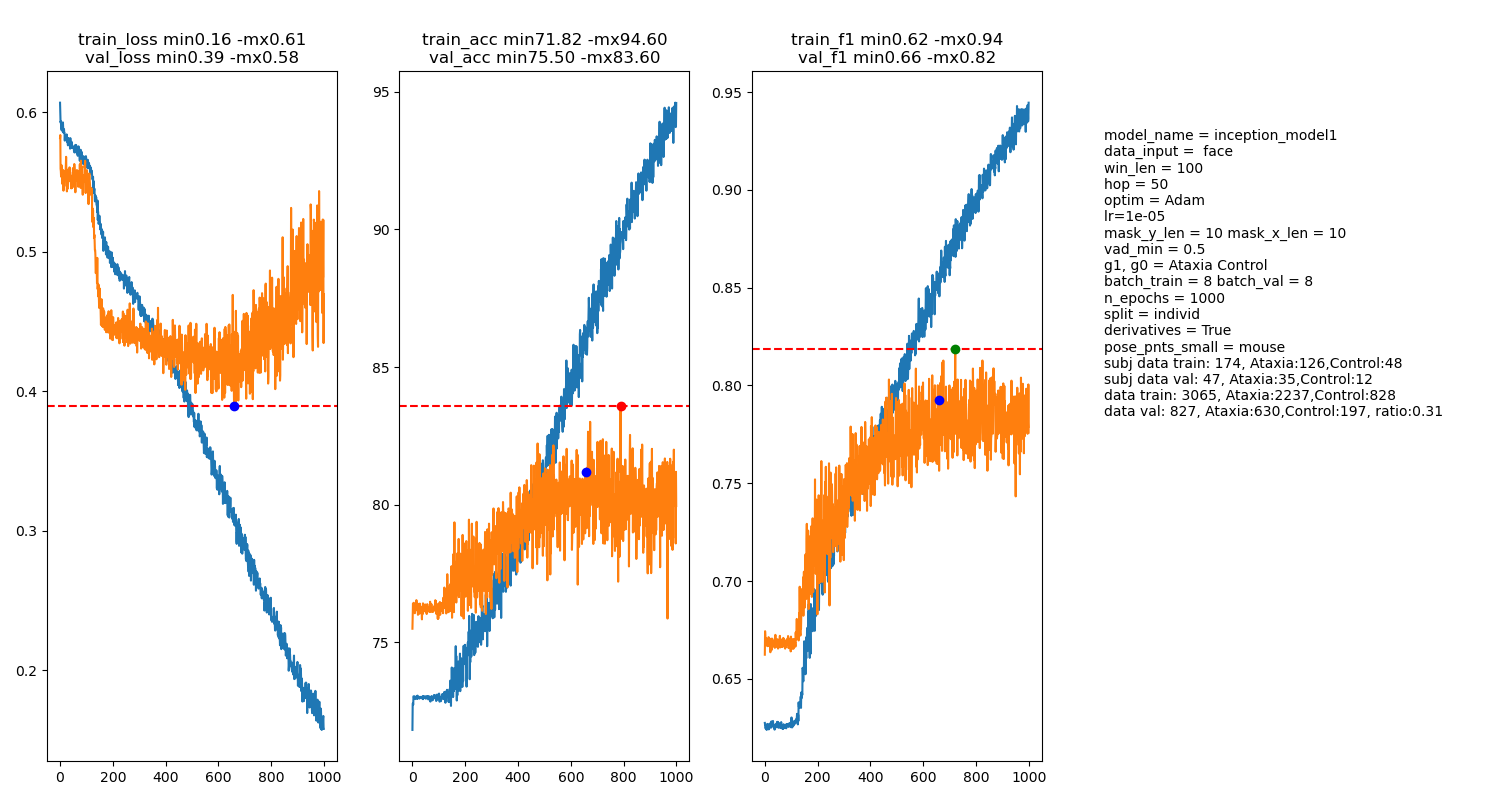 train_loss min0.16 -mx0.61
val_loss min0.39 -mx0.58
0.6
0.5
0.4
0.3
0.2
0 200 400 600 800 1000
train_acc min71.82 -mx94.60
val_acc min75.50 -mx83.60
95
90
85
80
75
0 200 400 600 800 1000
train_f1 min0.62 -mx0.94
val_f1 min0.66 -mx0.82
0.95
0.90
0.85
0.80
0.75
0.70
0.65
0 200 400 600 800 1000
model_name = inception_model1
data_input =  face
win_len = 100
hop = 50
optim = Adam
lr=1e-05
mask_y_len = 10 mask_x_len = 10
vad_min = 0.5
g1, g0 = Ataxia Control
batch_train = 8 batch_val = 8
n_epochs = 1000
split = individ
derivatives = True
pose_pnts_small = mouse
subj data train: 174, Ataxia:126,Control:48
subj data val: 47, Ataxia:35,Control:12
data train: 3065, Ataxia:2237,Control:828
data val: 827, Ataxia:630,Control:197, ratio:0.31